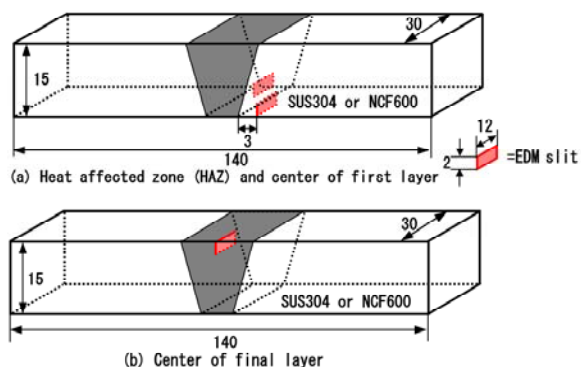 30
15
SUS304 or NCF600
3
140
12
2
=EDM slit
(a) Heat affected zone (HAZ) and center of first layer
30
15
SUS304 or NCF600
140
(b) Center of final layer